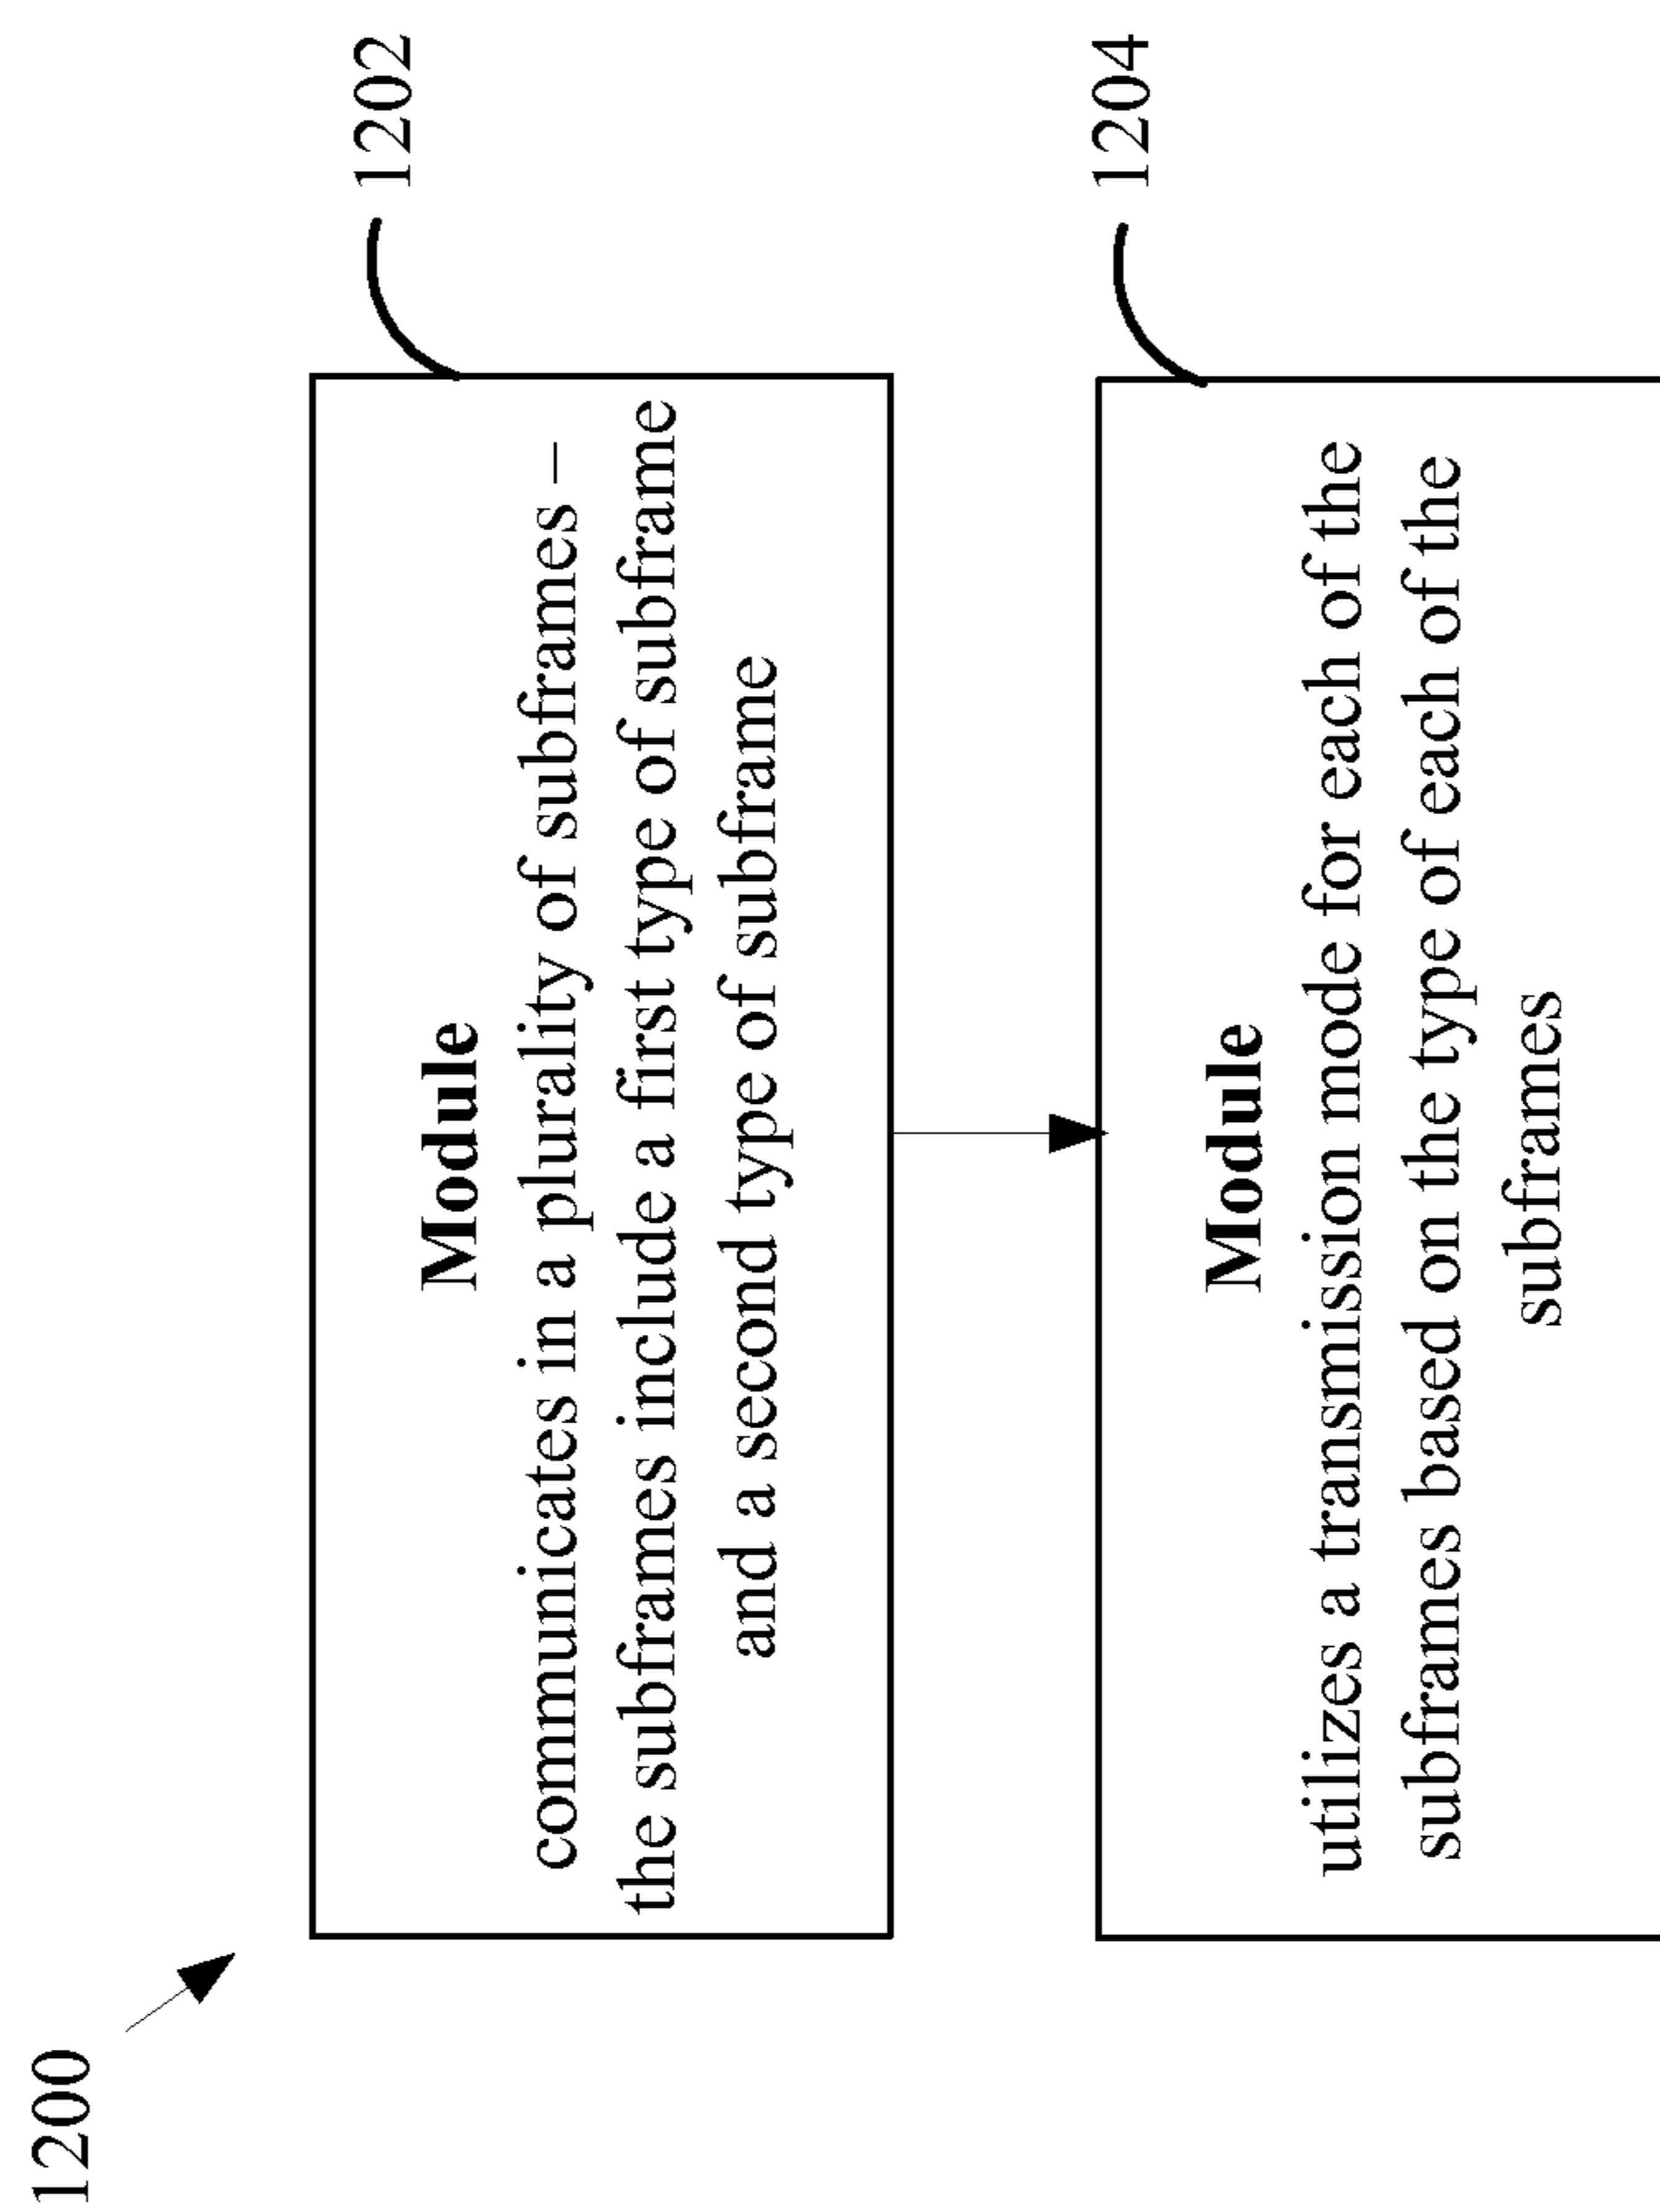 1200
1202
Module
communicates in a plurality of subframes –
the subframes include a first type of subframe
and a second type of subframe
1204
Module
utilizes a transmission mode for each of the
subframes based on the type of each of the
subframes